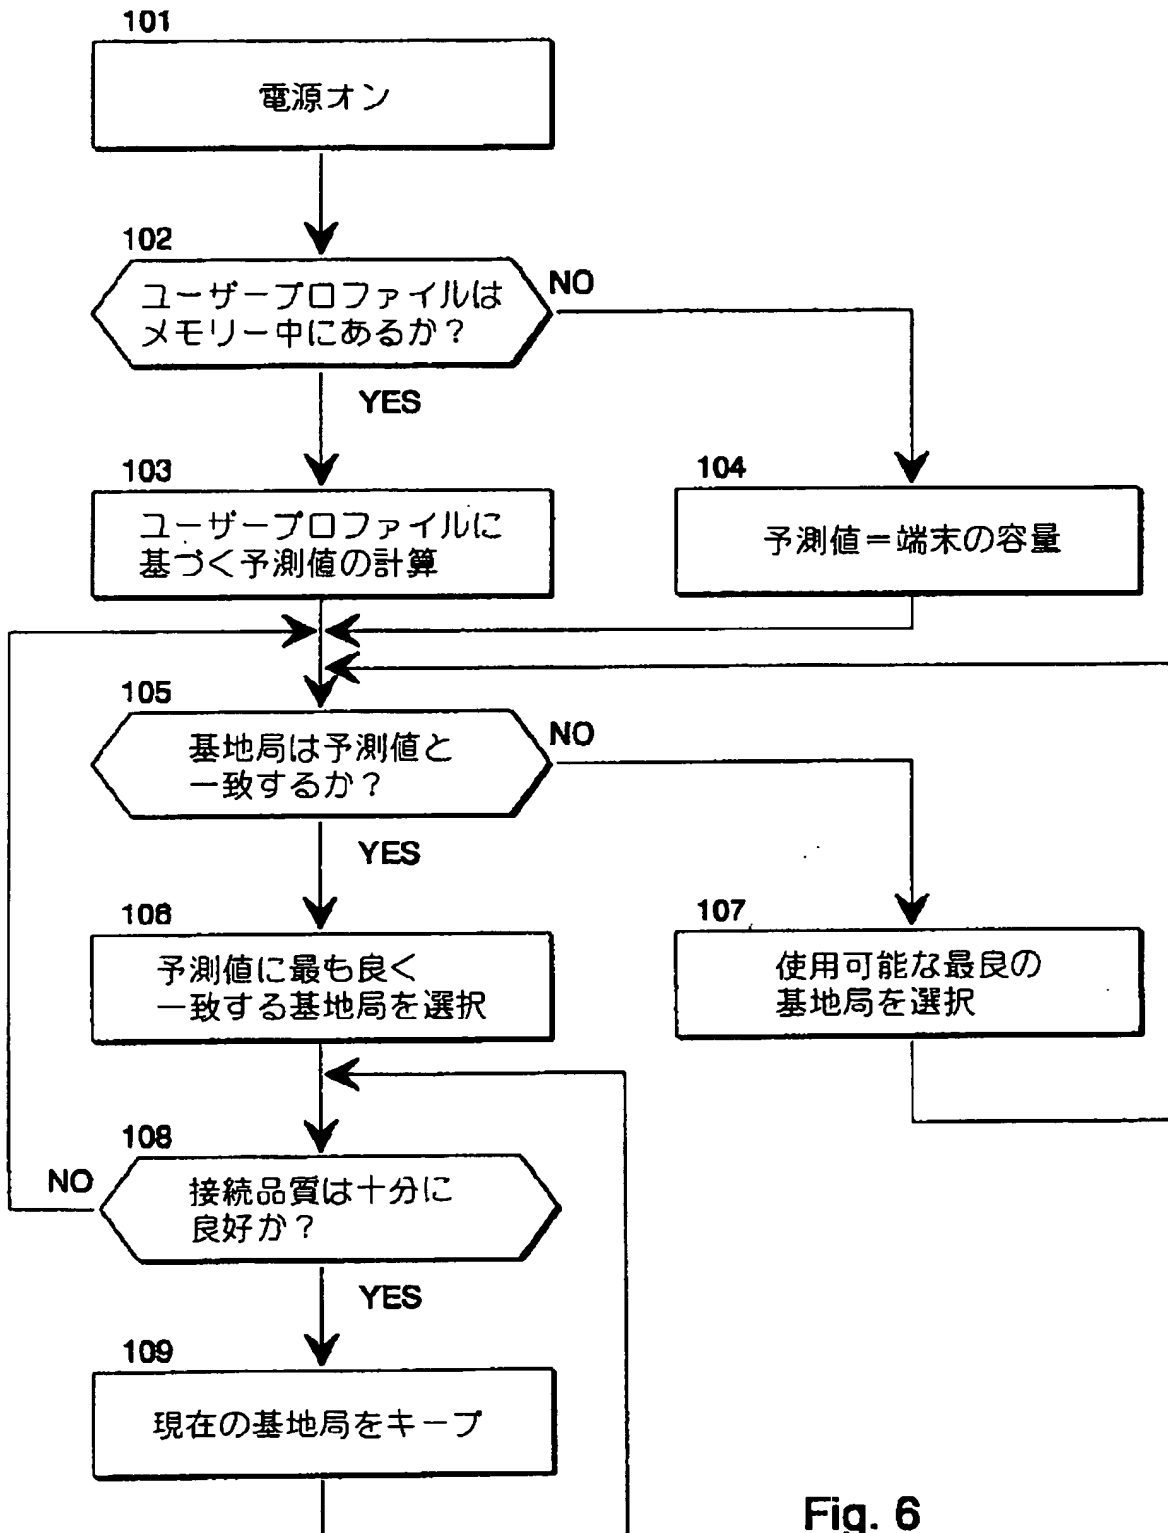 101
電源オン
102
ユーザープロファイルは
メモリー中にあるか？
NO
YES
103
ユーザープロファイルに
基づく予測値の計算
104
予測値＝端末の容量
105
基地局は予測値と
一致するか？
NO
YES
106
予測値に最も良く
一致する基地局を選択
107
使用可能な最良の
基地局を選択
108
接続品質は十分に
良好か？
NO
YES
109
現在の基地局をキープ
Fig. 6